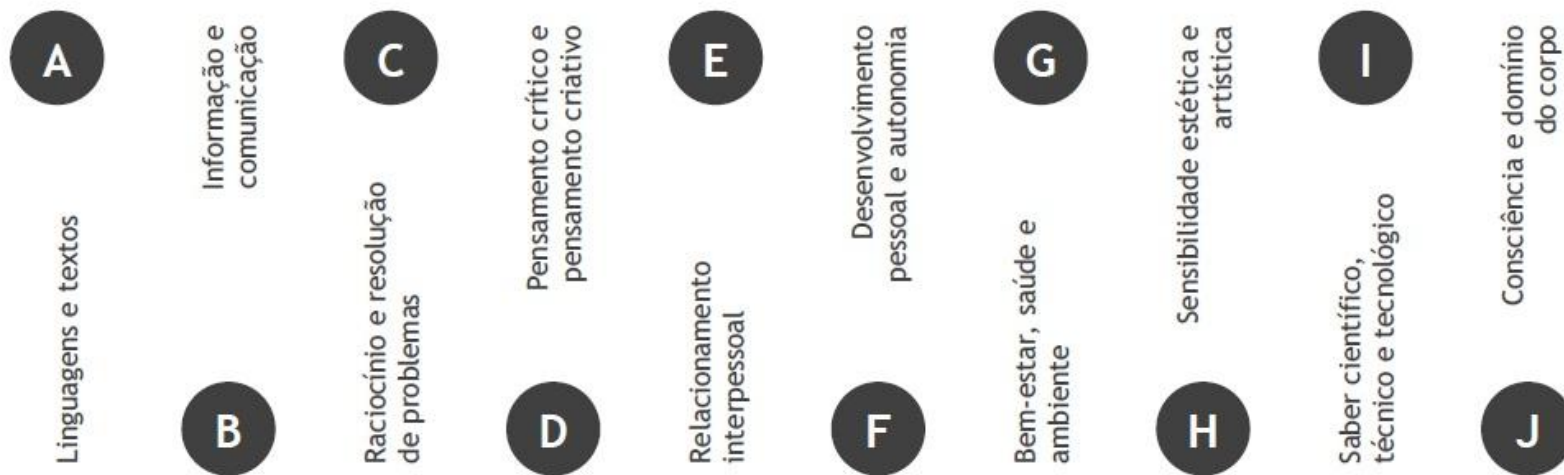 A
Linguagens e textos
B
Informação e
comunicação
C
Raciocínio e resolução
de problemas
D
Pensamento crítico e
pensamento criativo
E
Relacionamento
interpessoal
F
Desenvolvimento
pessoal e autonomia
G
Bem-estar, saúde e
ambiente
H
Sensibilidade estética e
artística
I
Saber científico,
técnico e tecnológico
J
Consciência e domínio
do corpo